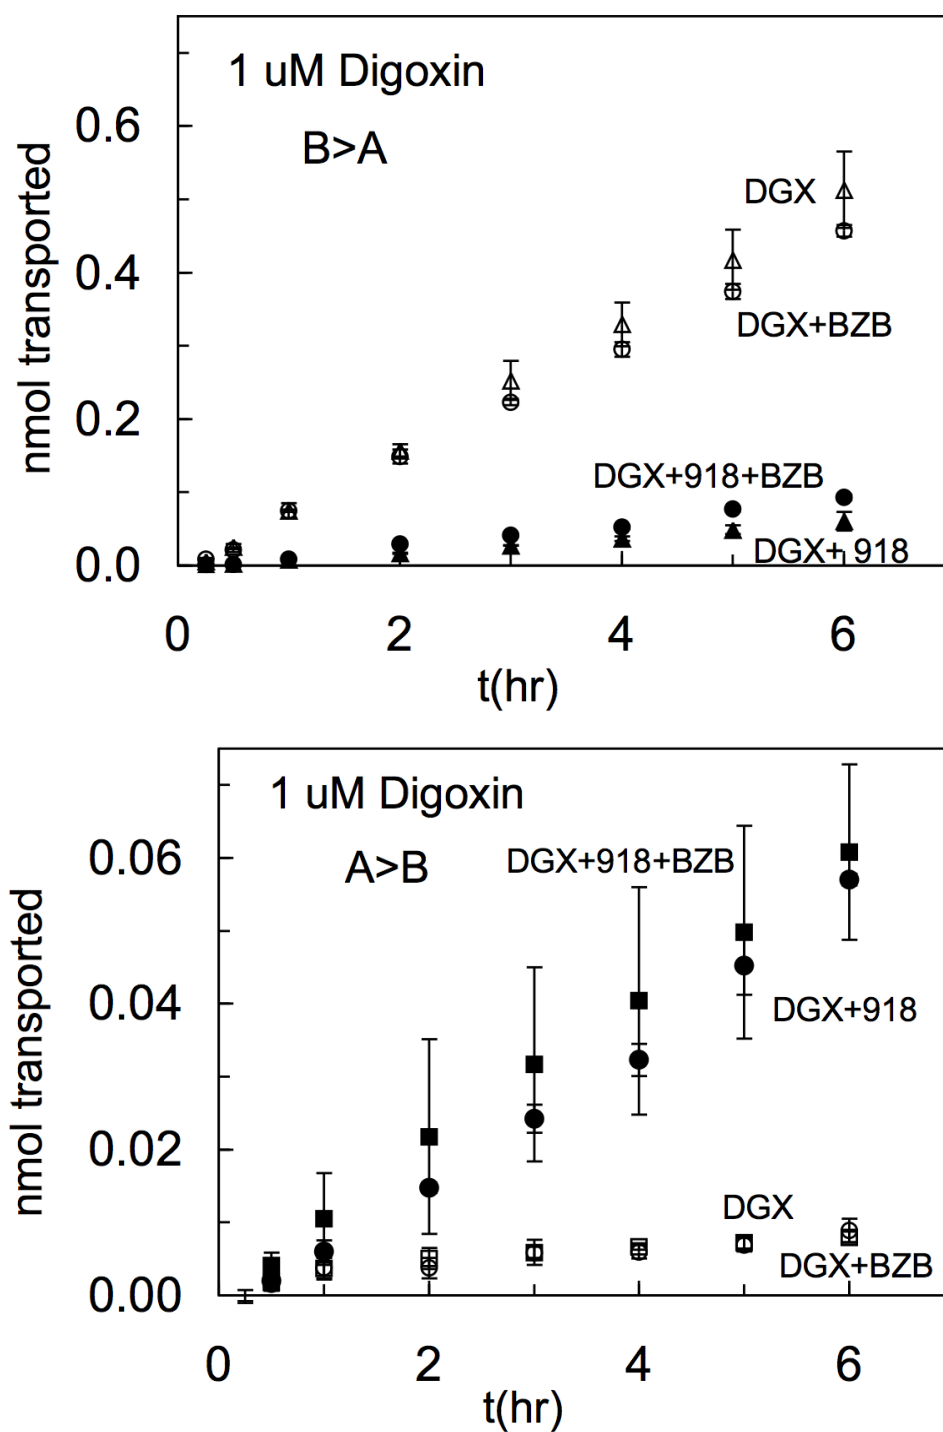 1 uM Digoxin
B>A
nmol transported
0.6
0.4
0.2
0.0
DGX
DGX+BZB
DGX+918+BZB
DGX+ 918
0 2 4 6
t(hr)
1 uM Digoxin
A>B
nmol transported
0.06
0.04
0.02
0.00
DGX+918+BZB
DGX+918
DGX
DGX+BZB
0 2 4 6
t(hr)